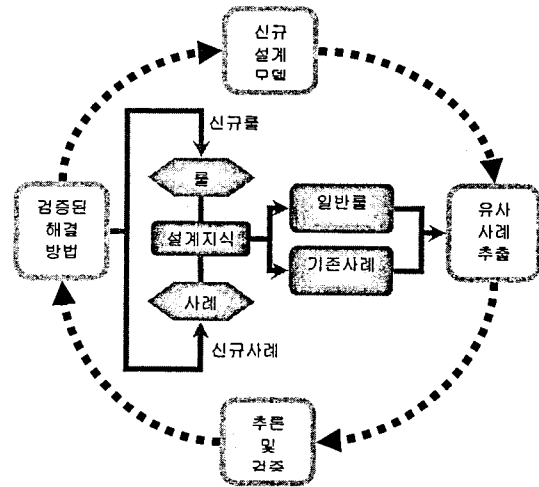 신규
설계
모델
신규룰
룰
검증된
해결
방법
설계지식
일반룰
기존사례
유사
사례
추출
사례
신규사례
추론
및
검증